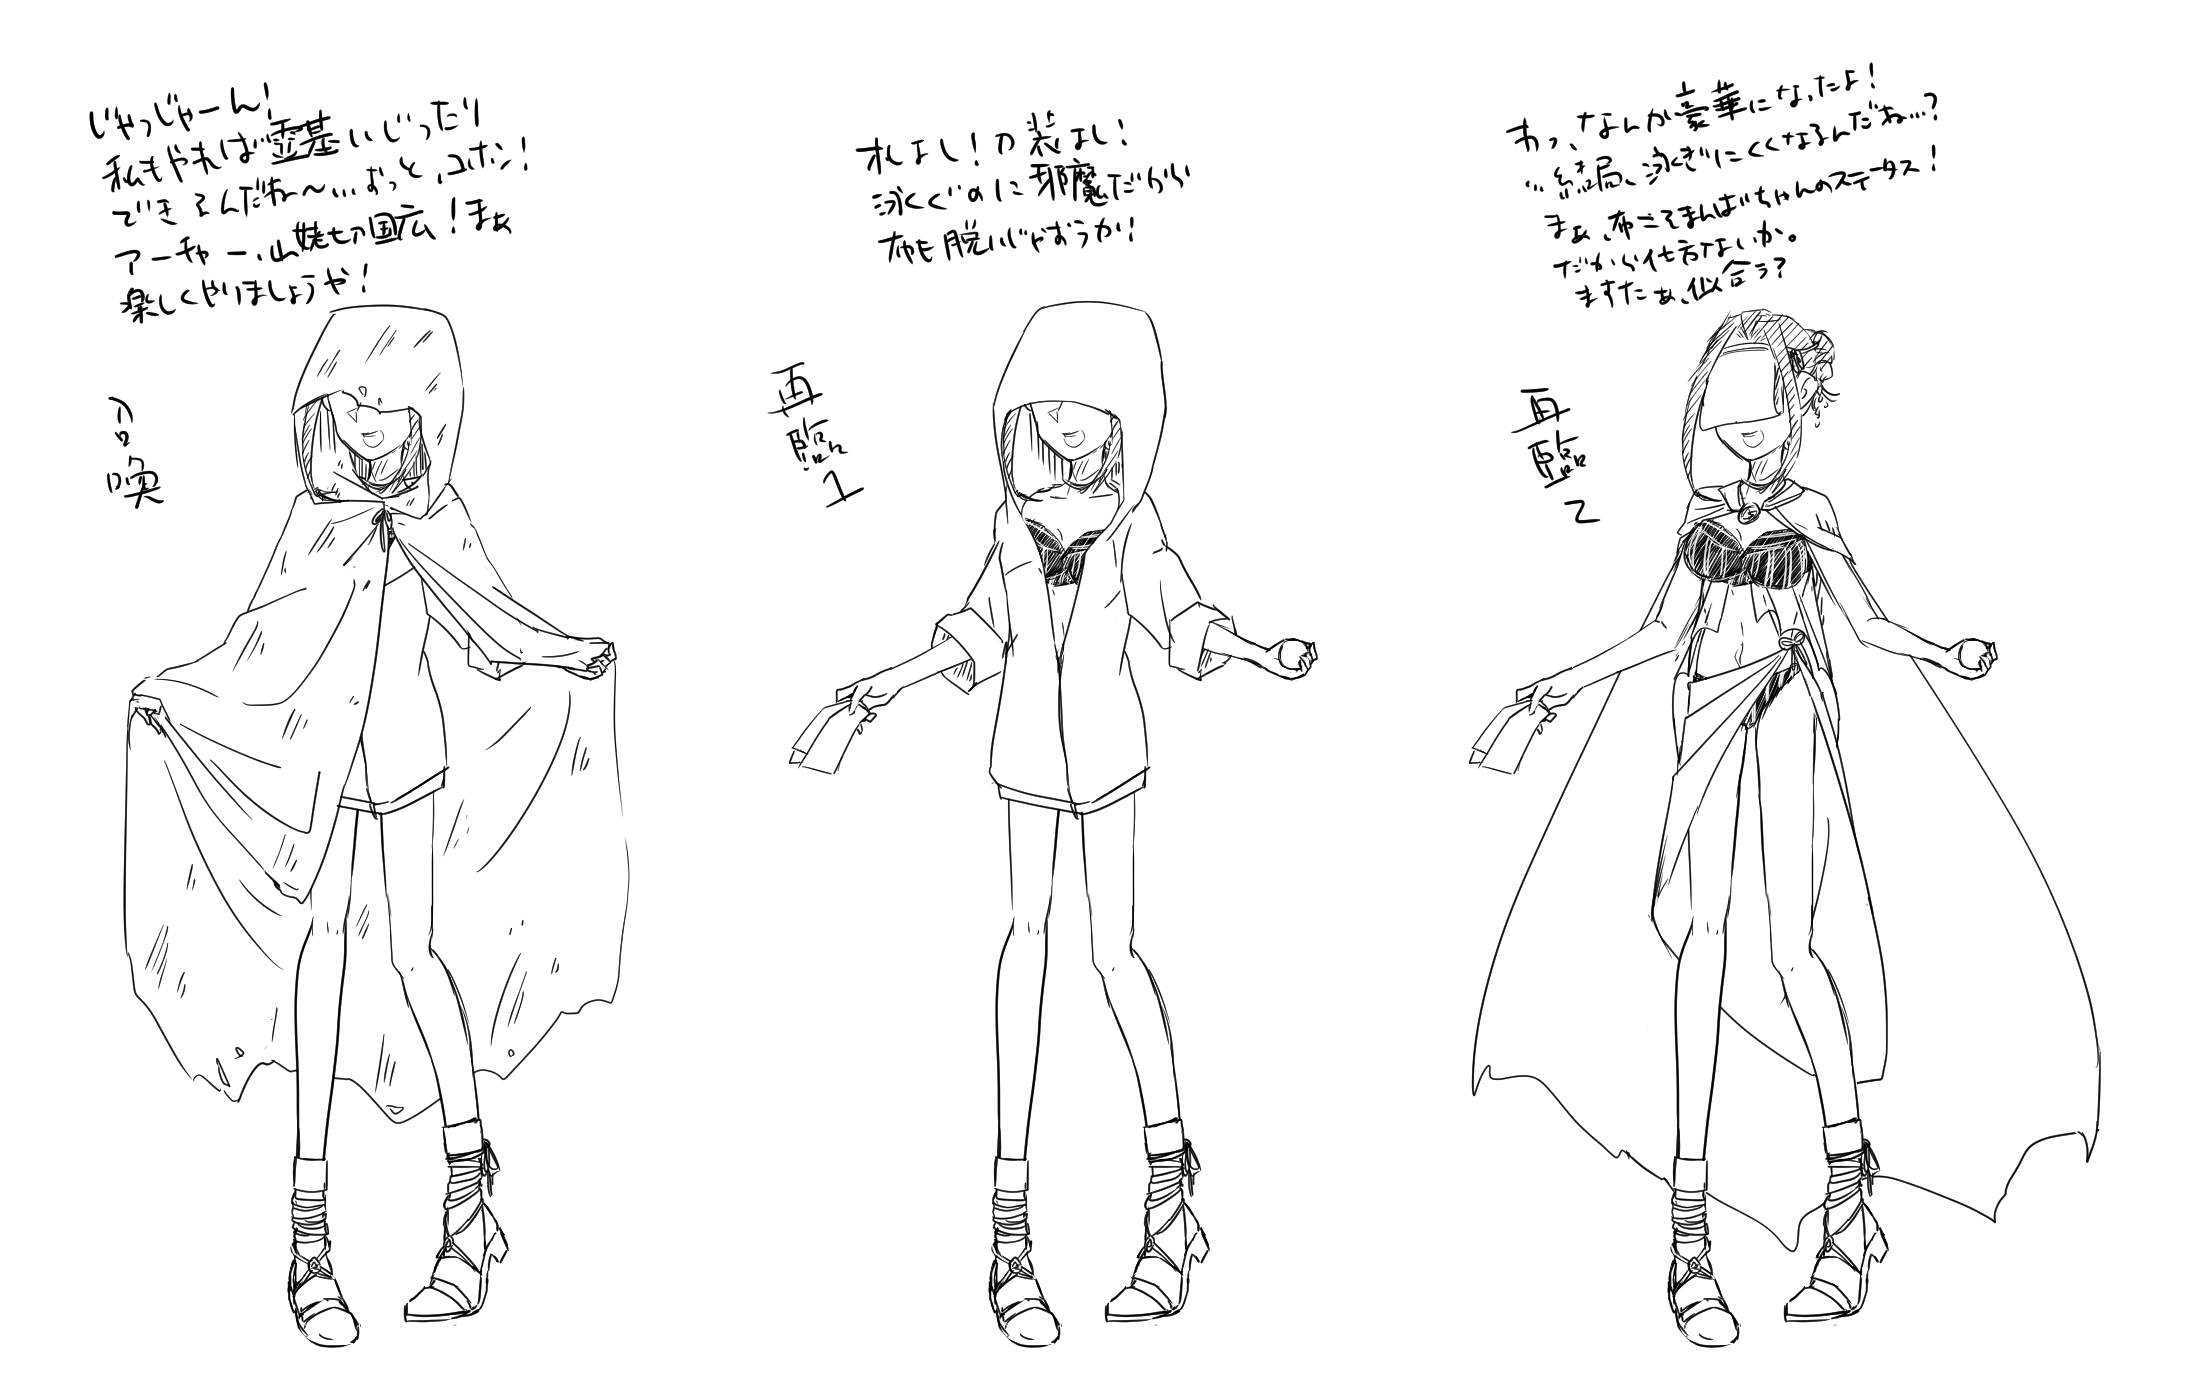 じゃっじゃーん!
私もやれば霊基いじったり
できるんだね〜…おっと、コホン!
アーチャー、山姥切国広!まぁ
楽しくやりましょうや!
召喚
札よし!刀装よし!
泳ぐのに邪魔だから
布も脱いじゃおうか!
再臨1
わっ、なんか豪華になったよ!
…結局、泳ぎにくくなるんだね…?
まぁ、布こそまんばちゃんのステータス!
だから仕方ないか。
ますたぁ、似合う?
再臨2